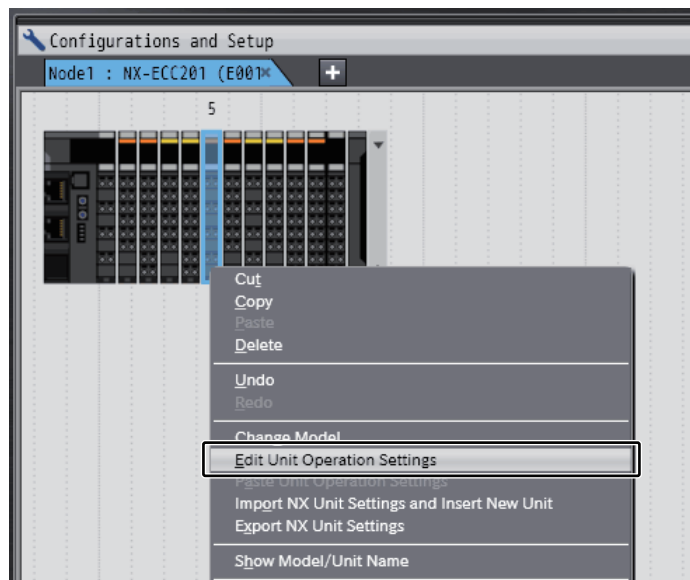 Configurations and Setup
Node1 : NX-ECC201 (E001
5
Cut
Copy
Paste
Delete
Undo
Redo
Change Model
Edit Unit Operation Settings
Paste Unit Operation Settings
Import NX Unit Settings and Insert New Unit
Export NX Unit Settings
Show Model/Unit Name